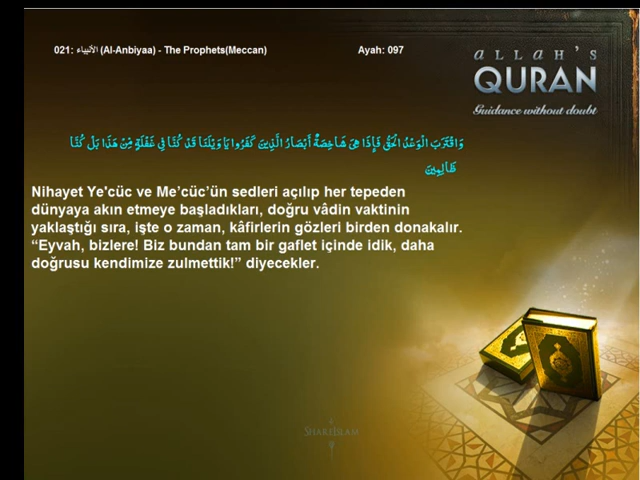 021: الأنبياء (Al-Anbiyaa) - The Prophets(Meccan) Ayah: 097
ALLAH'S
QURAN
Guidance without doubt
وَاقْتَرَبَ الْوَعْدُ الْحَقُّ فَإِذَا هِيَ شَاخِصَةٌ أَبْصَارُ الَّذِينَ كَفَرُوا يَا وَيْلَنَا قَدْ كُنَّا فِي غَفْلَةٍ مِّنْ هَذَا بَلْ كُنَّا
ظَالِمِينَ
Nihayet Ye'cüc ve Me’cüc’ün sedleri açılıp her tepeden
dünyaya akın etmeye başladıkları, doğru vâdin vaktinin
yaklaştığı sıra, işte o zaman, kâfirlerin gözleri birden donakalır.
“Eyvah, bizlere! Biz bundan tam bir gaflet içinde idik, daha
doğrusu kendimize zulmettik!” diyecekler.
SHAREISLAM